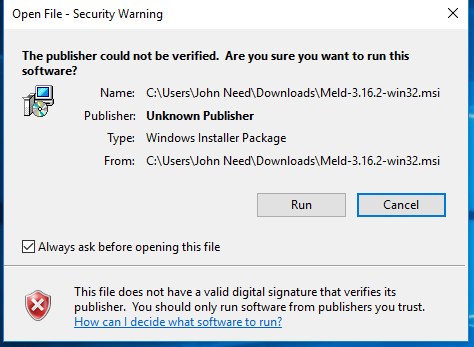 Open File - Security Warning
The publisher could not be verified.  Are you sure you want to run this
software?
Name: C:\Users\John Need\Downloads\Meld-3.16.2-win32.msi
Publisher: Unknown Publisher
Type: Windows Installer Package
From: C:\Users\John Need\Downloads\Meld-3.16.2-win32.msi
Run Cancel
Always ask before opening this file
This file does not have a valid digital signature that verifies its
publisher.  You should only run software from publishers you trust.
How can I decide what software to run?